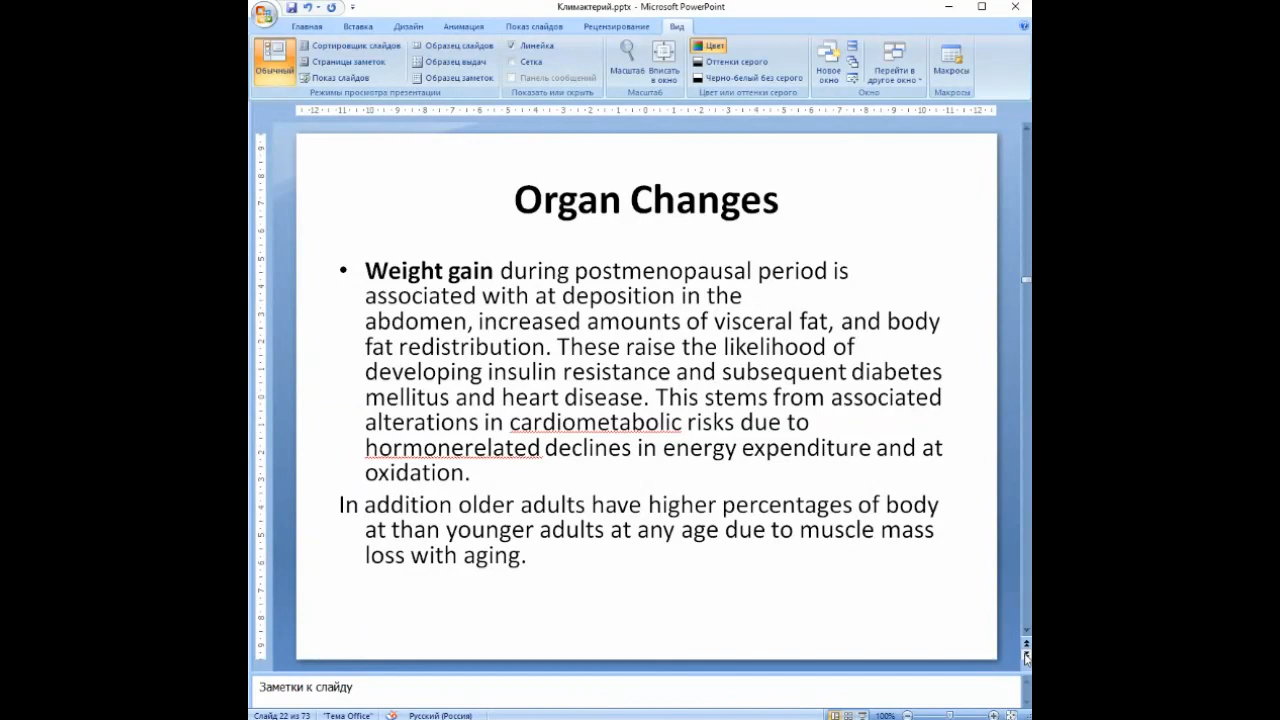 Климактерий.pptx - Microsoft PowerPoint
Главная Вставка Дизайн Анимация Показ слайдов Рецензирование Вид
Обычный
Сортировщик слайдов
Страницы заметок
Показ слайдов
Режимы просмотра презентации
Образец слайдов
Образец выдач
Образец заметок
Линейка
Сетка
Панель сообщений
Показать или скрыть
Масштаб
Вписать в окно
Масштаб
Цвет
Оттенки серого
Черно-белый без серого
Цвет или оттенки серого
Новое окно
Перейти в другое окно
Окно
Макросы
Макросы
Organ Changes
• Weight gain during postmenopausal period is
associated with at deposition in the
abdomen, increased amounts of visceral fat, and body
fat redistribution. These raise the likelihood of
developing insulin resistance and subsequent diabetes
mellitus and heart disease. This stems from associated
alterations in cardiometabolic risks due to
hormonerelated declines in energy expenditure and at
oxidation.
In addition older adults have higher percentages of body
at than younger adults at any age due to muscle mass
loss with aging.
Заметки к слайду
Слайд 22 из 73 "Тема Office" Русский (Россия) 100%